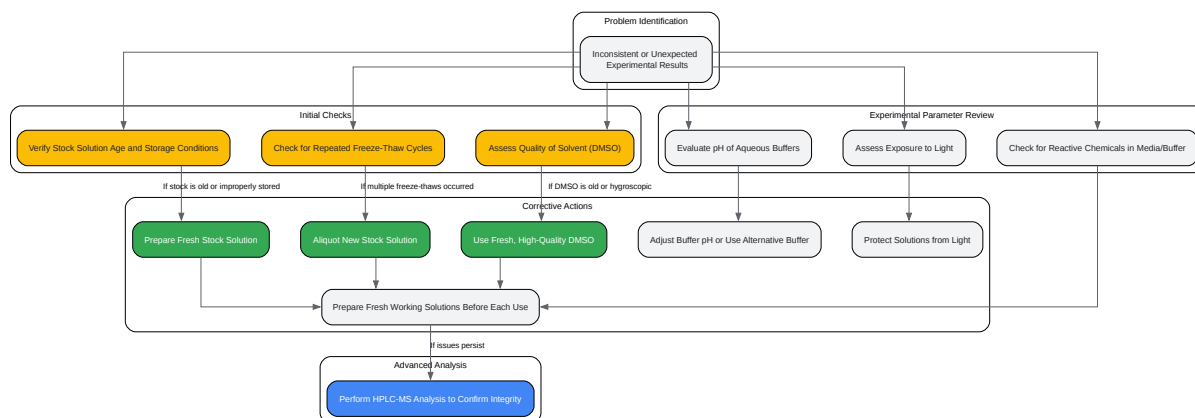 Problem Identification
Inconsistent or Unexpected
Experimental Results
Initial Checks
Experimental Parameter Review
Verify Stock Solution Age and Storage Conditions
Check for Repeated Freeze-Thaw Cycles
Assess Quality of Solvent (DMSO)
Evaluate pH of Aqueous Buffers
Assess Exposure to Light
Check for Reactive Chemicals in Media/Buffer
If stock is old or improperly stored
If multiple freeze-thaws occurred
If DMSO is old or hygroscopic
Corrective Actions
Prepare Fresh Stock Solution
Aliquot New Stock Solution
Use Fresh, High-Quality DMSO
Adjust Buffer pH or Use Alternative Buffer
Protect Solutions from Light
Prepare Fresh Working Solutions Before Each Use
If issues persist
Advanced Analysis
Perform HPLC-MS Analysis to Confirm Integrity